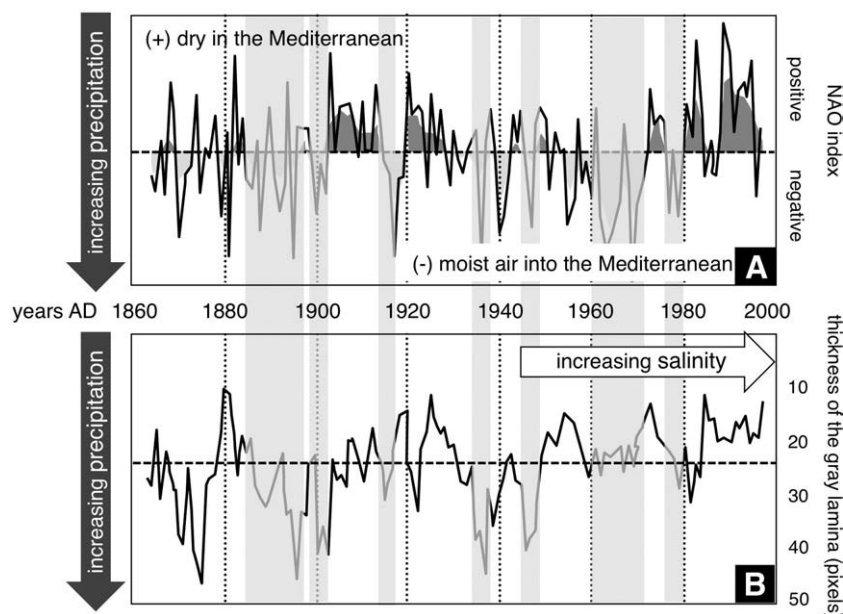 (+) dry in the Mediterranean
increasing precipitation
positive
negative
NAO index
(-) moist air into the Mediterranean
A
years AD
1860 1880 1900 1920 1940 1960 1980 2000
increasing salinity
increasing precipitation
10
20
30
40
50
thickness of the gray lamina (pixels)
B